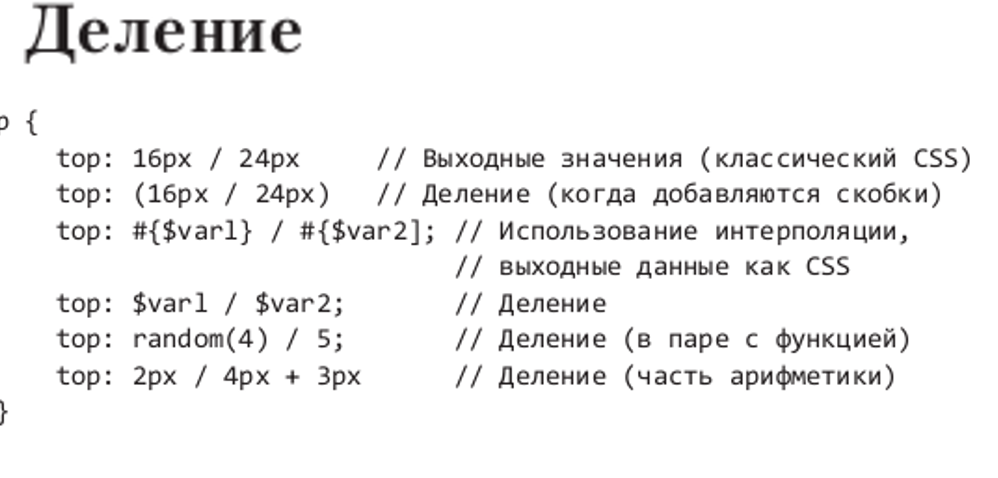 Деление
p {
top: 16px / 24px // Выходные значения (классический CSS)
top: (16px / 24px) // Деление (когда добавляются скобки)
top: #{$varl} / #{$var2]; // Использование интерполяции,
// выходные данные как CSS
top: $varl / $var2; // Деление
top: random(4) / 5; // Деление (в паре с функцией)
top: 2px / 4px + 3px // Деление (часть арифметики)
}